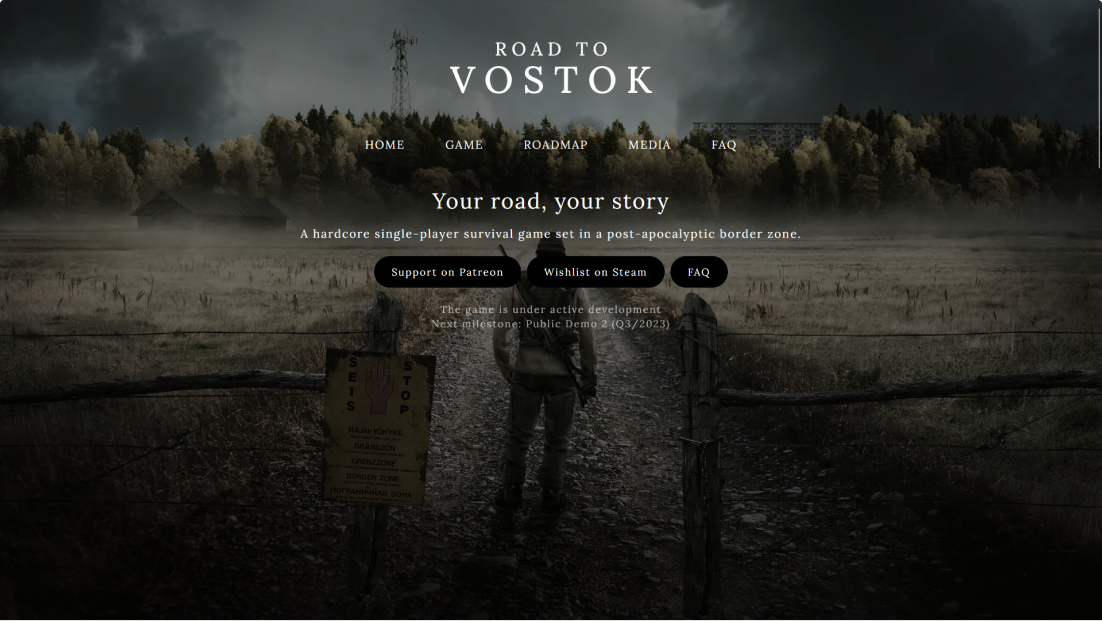 ROAD TO
VOSTOK
HOME GAME ROADMAP MEDIA FAQ
Your road, your story
A hardcore single-player survival game set in a post-apocalyptic border zone.
Support on Patreon Wishlist on Steam FAQ
The game is under active development
Next milestone: Public Demo 2 (Q3/2023)
SEIS STOP
RAJAVYÖHYKE
GRÄNSZON
GRENZZONE
BORDER ZONE
ПОГРАНИЧНАЯ ЗОНА